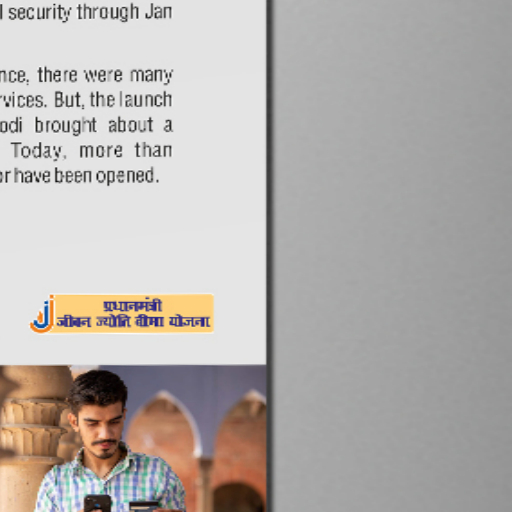 l security through Jan
nce, there were many
rvices. But, the launch
odi brought about a
Today, more than
or have been opened.
प्रधानमंत्री
जीवन ज्योति बीमा योजना